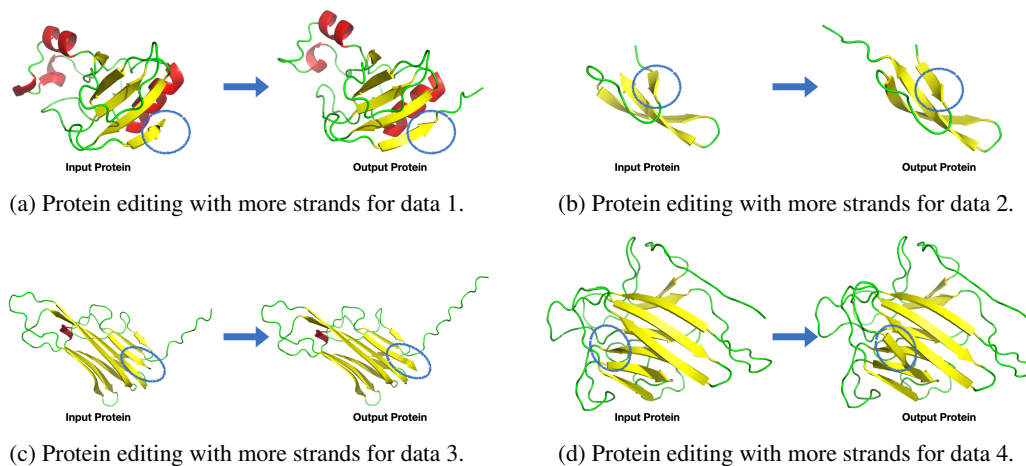 Input Protein
Output Protein
Input Protein
Output Protein
(a) Protein editing with more strands for data 1.
(b) Protein editing with more strands for data 2.
Input Protein
Output Protein
Input Protein
Output Protein
(c) Protein editing with more strands for data 3.
(d) Protein editing with more strands for data 4.